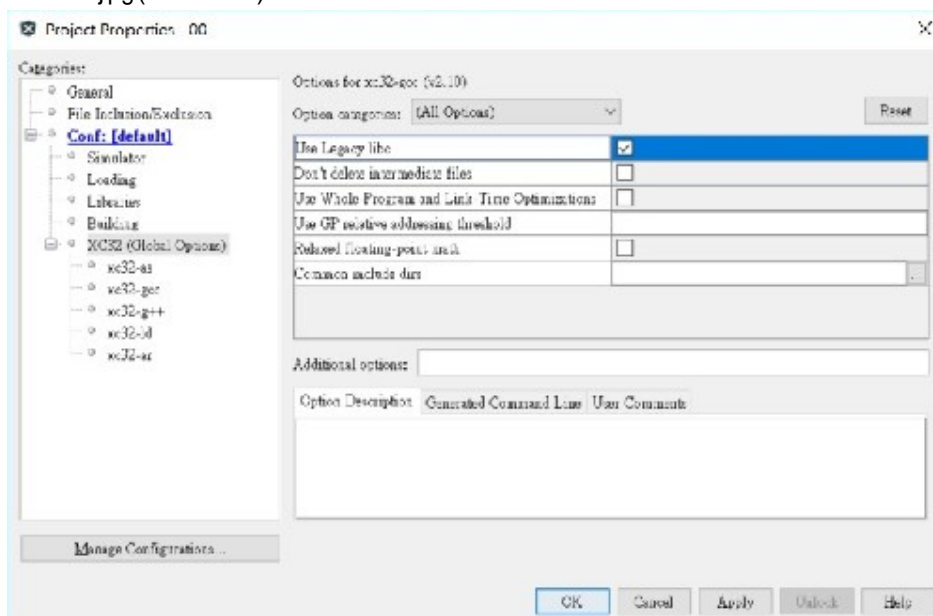 Project Properties - 00
Categories:
General
File Inclusion/Exclusion
Conf: [default]
Simulator
Loading
Libraries
Building
XC32 (Global Options)
xc32-as
xc32-gcc
xc32-g++
xc32-ld
xc32-ar
Manage Configurations...
Options for xc32-gcc (v2.10)
Option categories: (All Options)
Reset
Use Legacy libc
Don't delete intermediate files
Use Whole Program and Link-Time Optimizations
Use GP relative addressing threshold
Relaxed floating-point math
Common include dirs
...
Additional options:
Option Description Generated Command Line User Comments
OK Cancel Apply Unlock Help